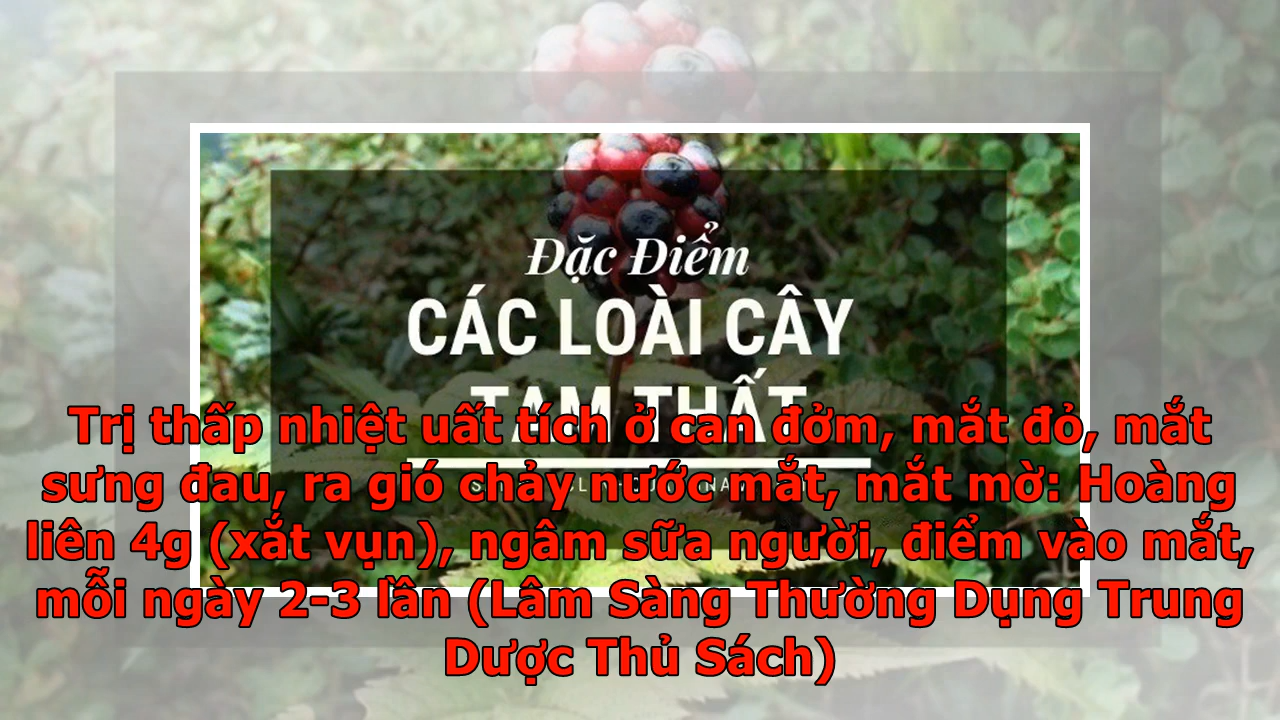 Đặc Điểm
CÁC LOÀI CÂY
TAM THẤT
Trị thấp nhiệt uất tích ở can đởm, mắt đỏ, mắt
sưng đau, ra gió chảy nước mắt, mắt mờ: Hoàng
liên 4g (xắt vụn), ngâm sữa người, điểm vào mắt,
mỗi ngày 2-3 lần (Lâm Sàng Thường Dụng Trung
Dược Thủ Sách)